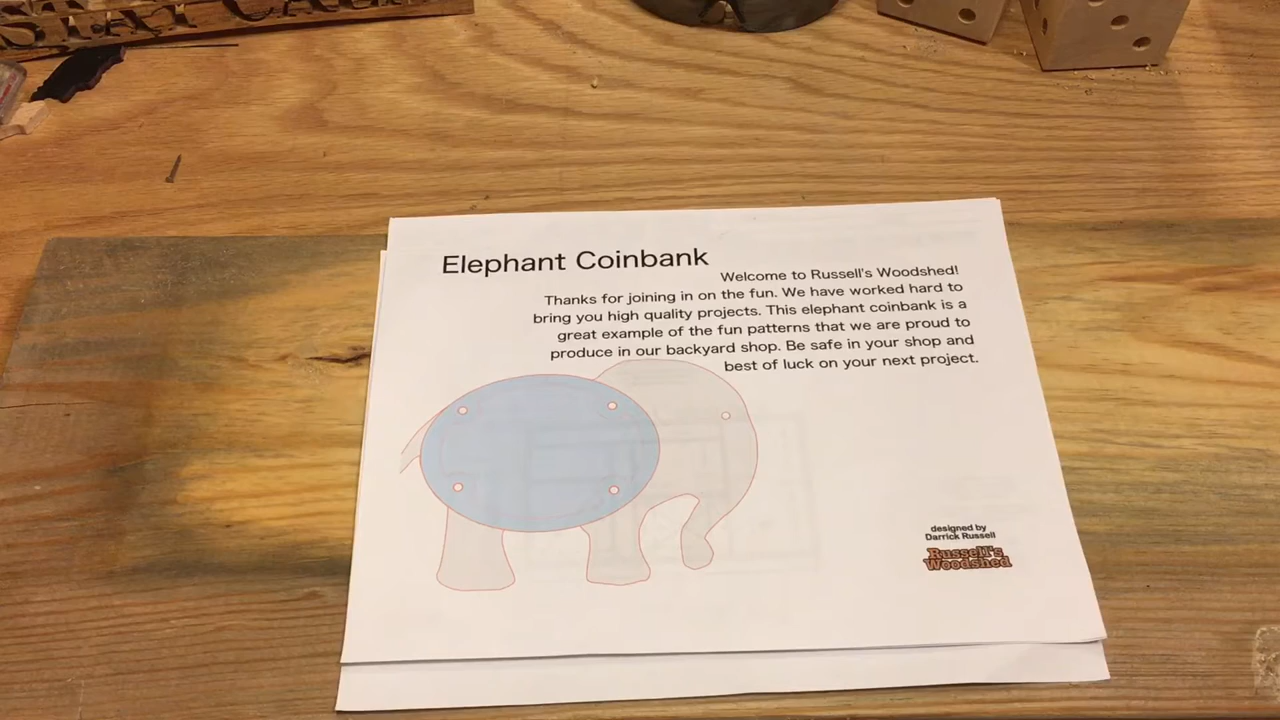 STAY CALM
Elephant Coinbank
Welcome to Russell's Woodshed!
Thanks for joining in on the fun. We have worked hard to
bring you high quality projects. This elephant coinbank is a
great example of the fun patterns that we are proud to
produce in our backyard shop. Be safe in your shop and
best of luck on your next project.
designed by
Darrick Russell
Russell's
Woodshed